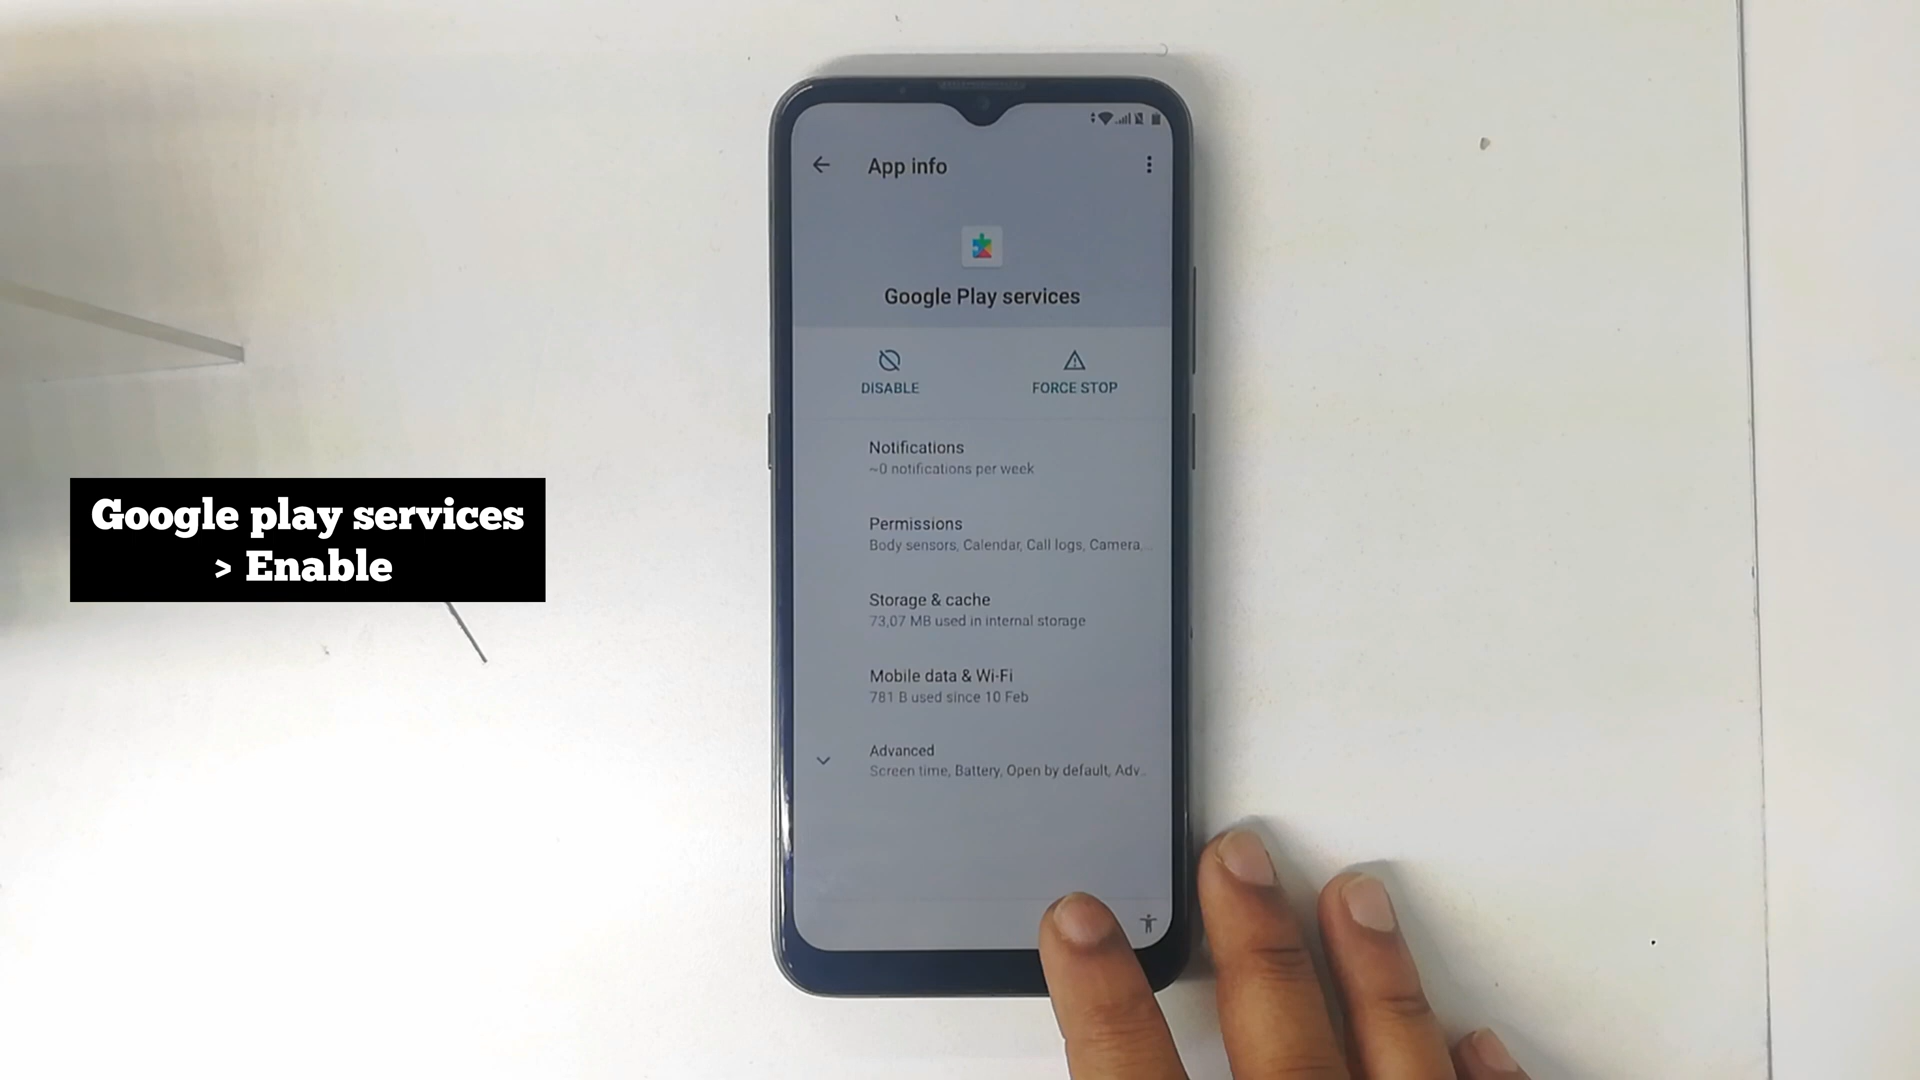 App info
Google Play services
DISABLE
FORCE STOP
Notifications
~0 notifications per week
Permissions
Body sensors, Calendar, Call logs, Camera,...
Storage & cache
73,07 MB used in internal storage
Mobile data & Wi-Fi
781 B used since 10 Feb
Advanced
Screen time, Battery, Open by default, Adv...
Google play services
> Enable